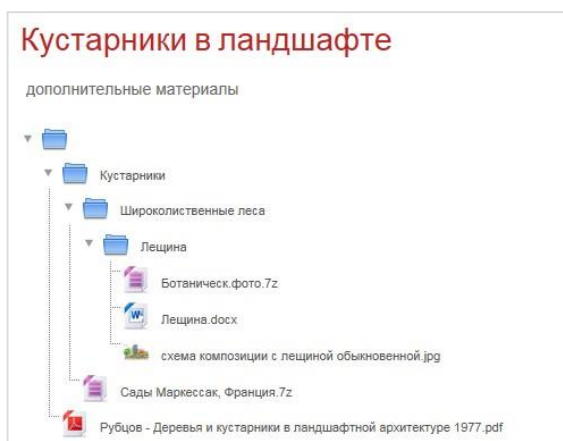 Кустарники в ландшафте
дополнительные материалы
Кустарники
Широколиственные леса
Лещина
Ботаническ.фото.7z
Лещина.docx
схема композиции с лещиной обыкновенной.jpg
Сады Маркессак, Франция.7z
Рубцов - Деревья и кустарники в ландшафтной архитектуре 1977.pdf